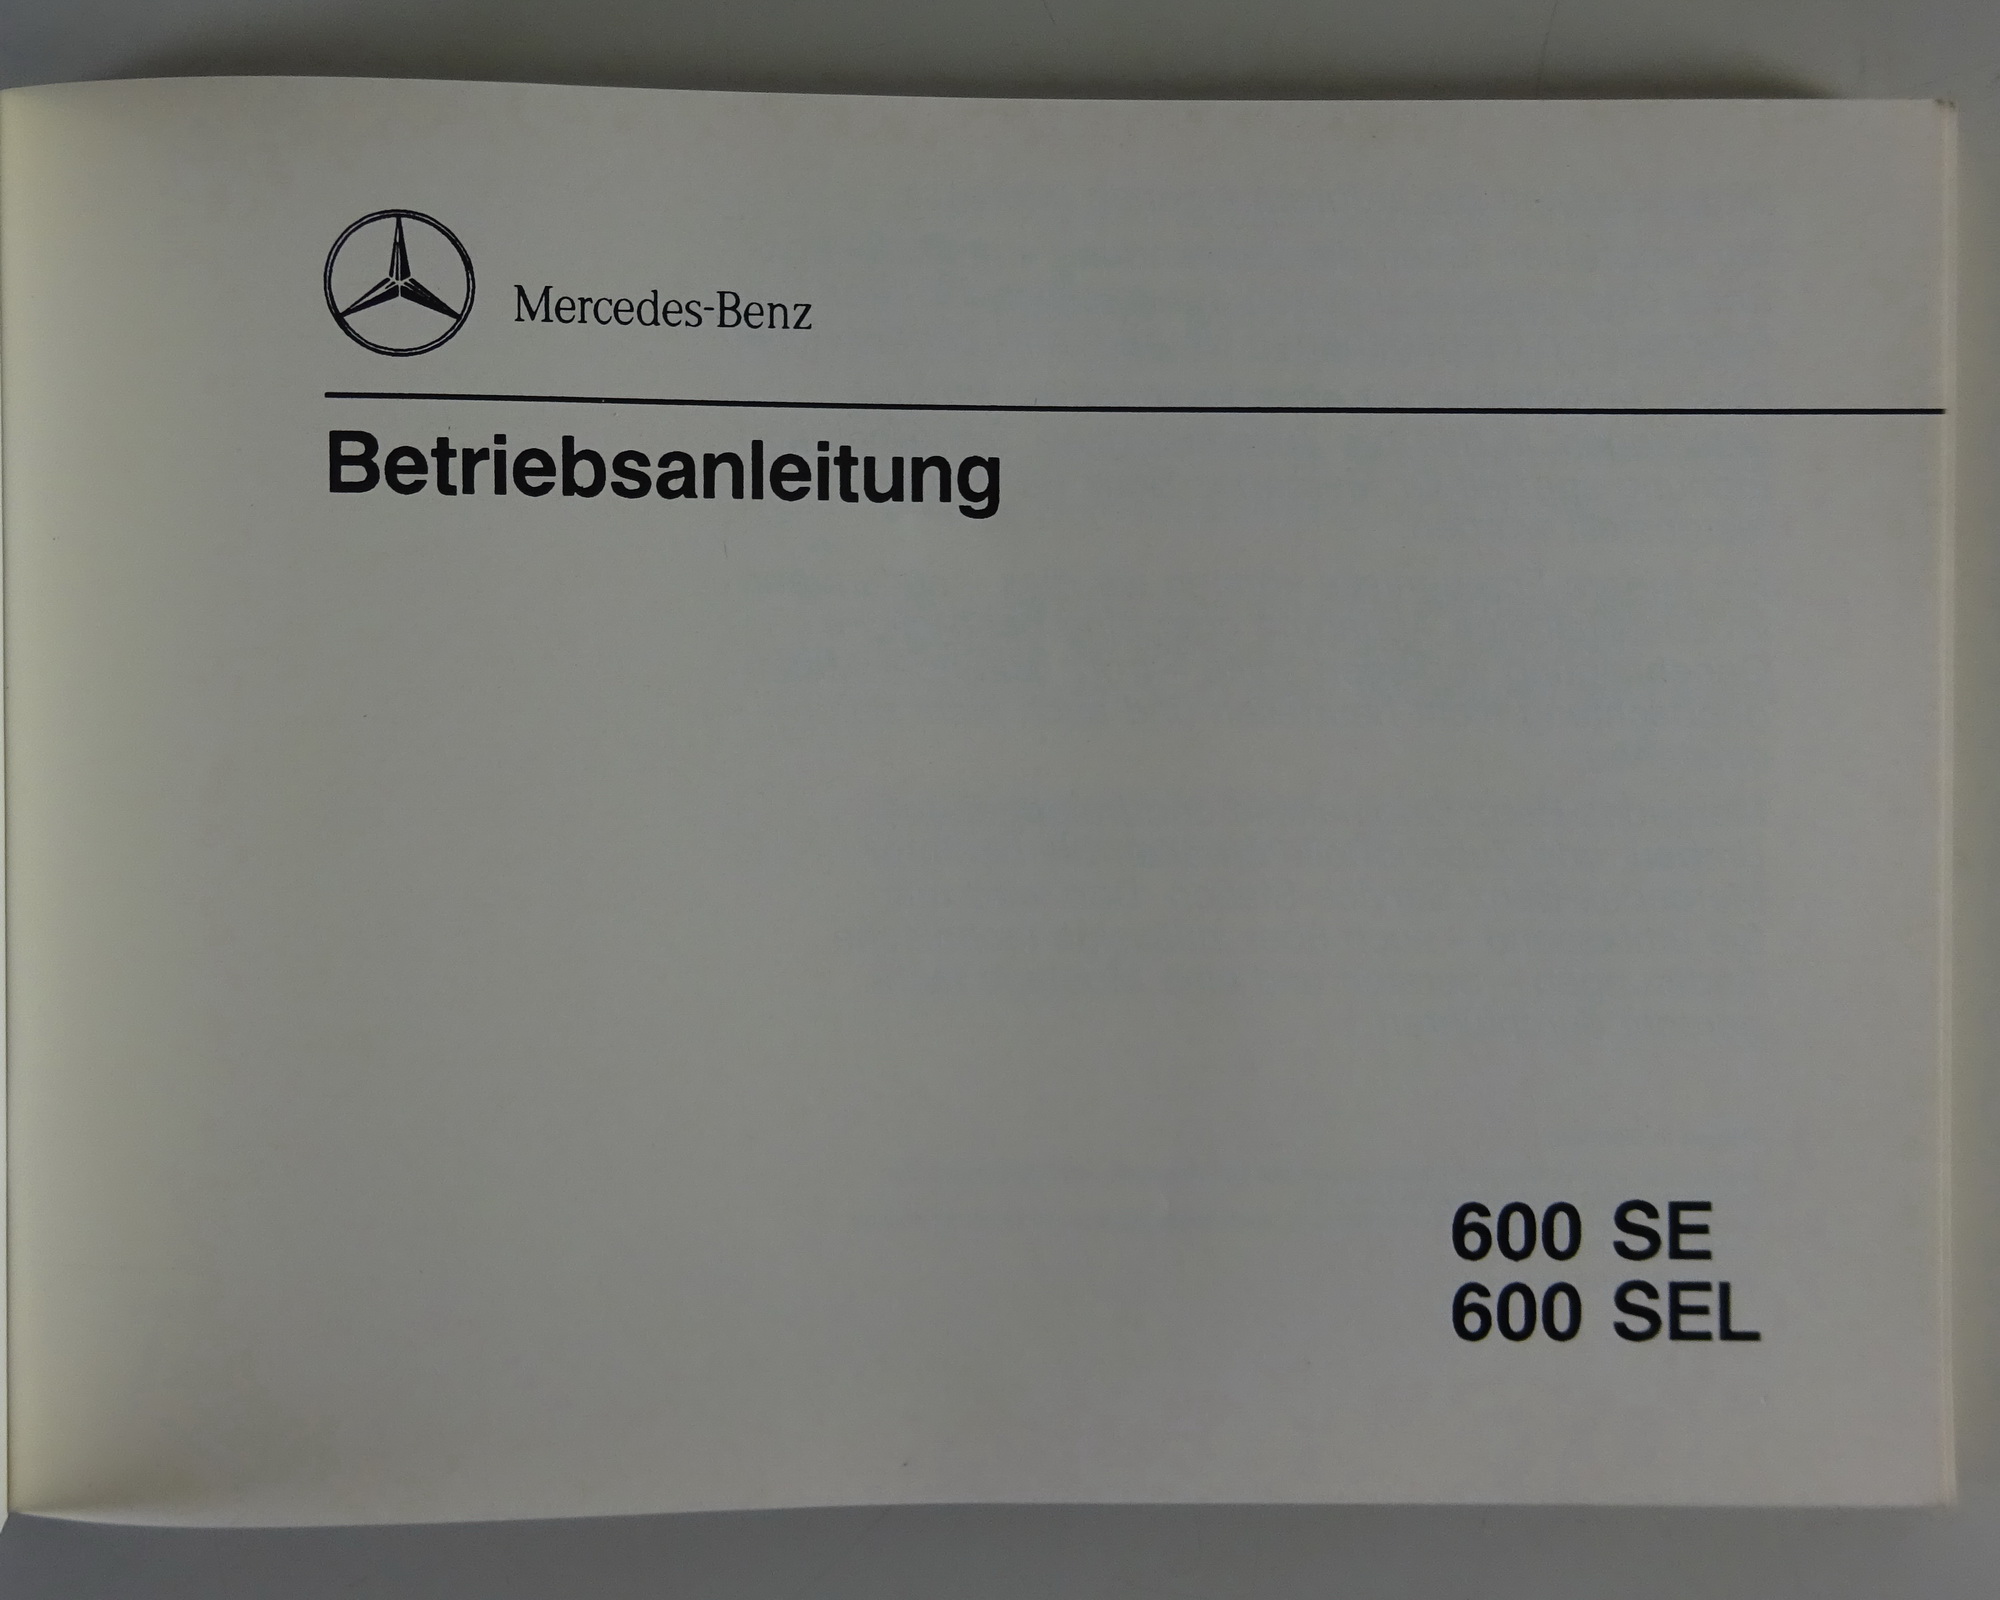 Mercedes-Benz
Betriebsanleitung
600 SE
600 SEL